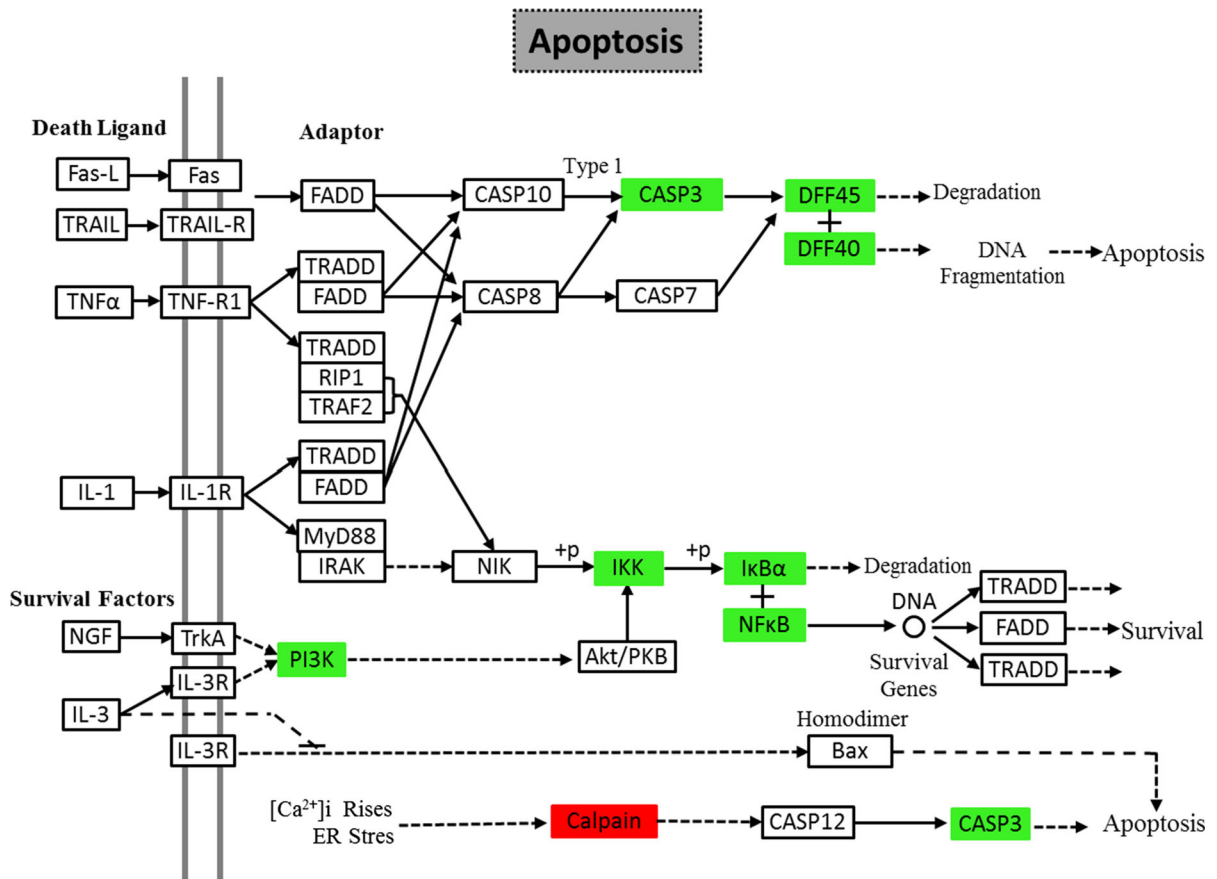 Apoptosis
Death Ligand
Adaptor
Fas-L
Fas
FADD
CASP10
Type 1
CASP3
DFF45
Degradation
TRAIL
TRAIL-R
DFF40
DNA
Fragmentation
Apoptosis
TNFα
TNF-R1
TRADD
FADD
CASP8
CASP7
TRADD
RIP1
TRAF2
IL-1
IL-1R
TRADD
FADD
MyD88
IRAK
NIK
+p
IKK
+p
IκBα
Degradation
NFκB
DNA
Survival
Genes
TRADD
FADD
TRADD
Survival
Survival Factors
NGF
TrkA
PI3K
Akt/PKB
IL-3
IL-3R
IL-3R
Homodimer
Bax
[Ca²⁺]i Rises
ER Stres
Calpain
CASP12
CASP3
Apoptosis